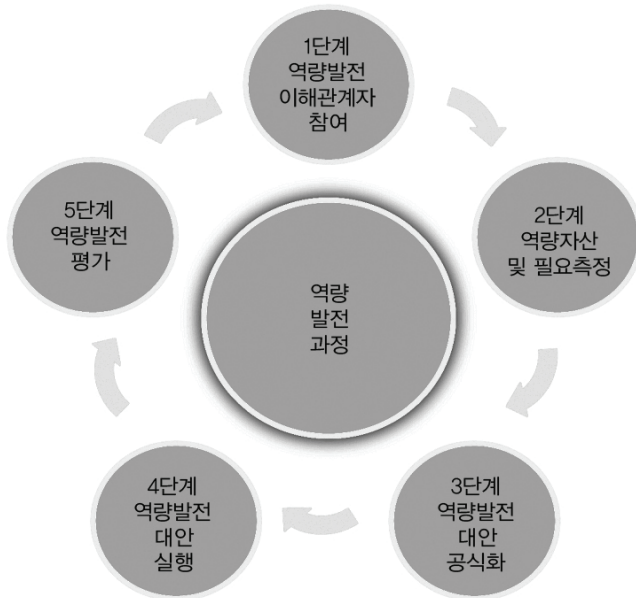 1단계
역량발전
이해관계자
참여
2단계
역량자산
및 필요측정
3단계
역량발전
대안
공식화
4단계
역량발전
대안
실행
5단계
역량발전
평가
역량
발전
과정